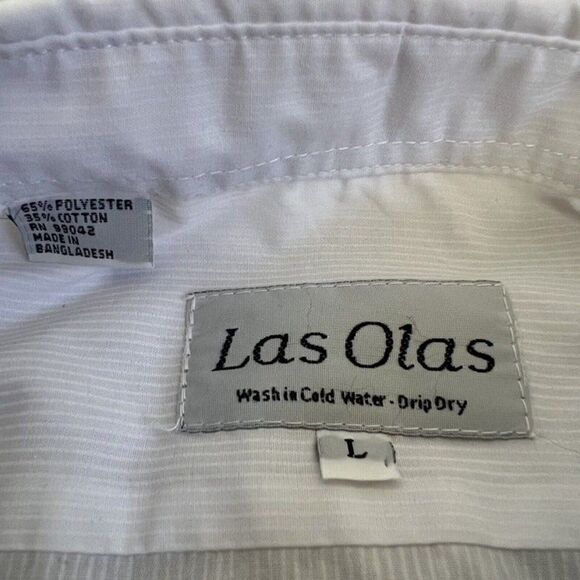 65% POLYESTER
35% COTTON
RN 99042
MADE IN
BANGLADESH
Las Olas
Wash in Cold Water - Drip Dry
L